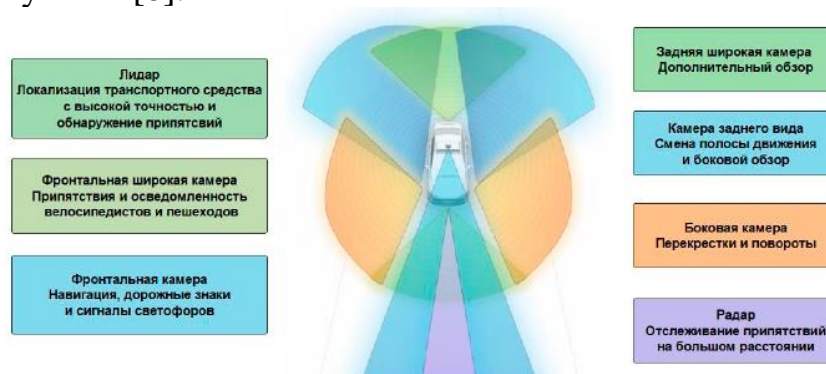 Лидар
Локализация транспортного средства
с высокой точностью и
обнаружение припятсвий
Фронтальная широкая камера
Припятствия и осведомленность
велосипедистов и пешеходов
Фронтальная камера
Навигация, дорожные знаки
и сигналы светофоров
Задняя широкая камера
Дополнительный обзор
Камера заднего вида
Смена полосы движения
и боковой обзор
Боковая камера
Перекрестки и повороты
Радар
Отслеживание припятствий
на большом расстоянии